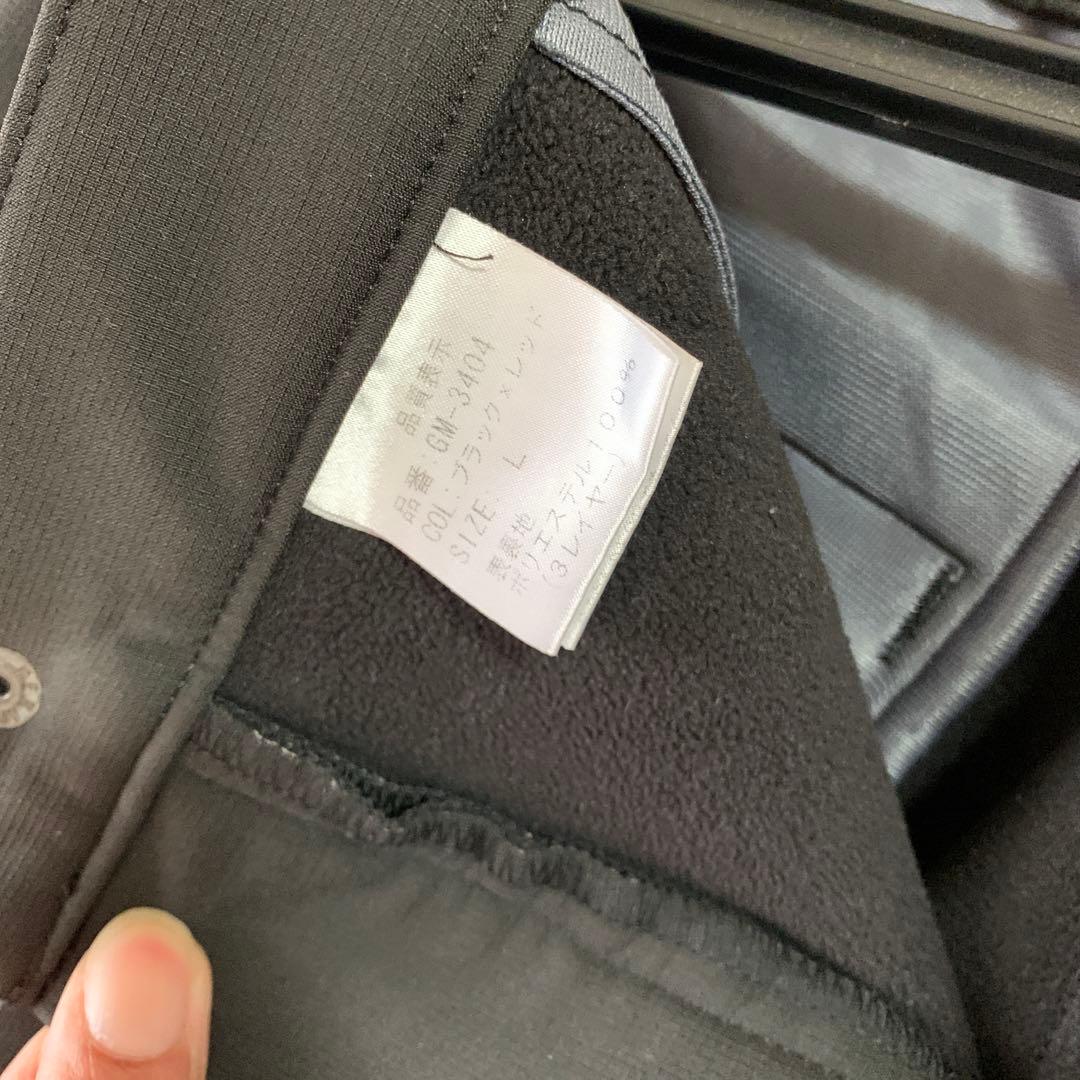 品質表示
品番:GM-3404
COL:ブラック×レッド
SIZE: L
表裏地
ポリエステル100%
(3レイヤー)